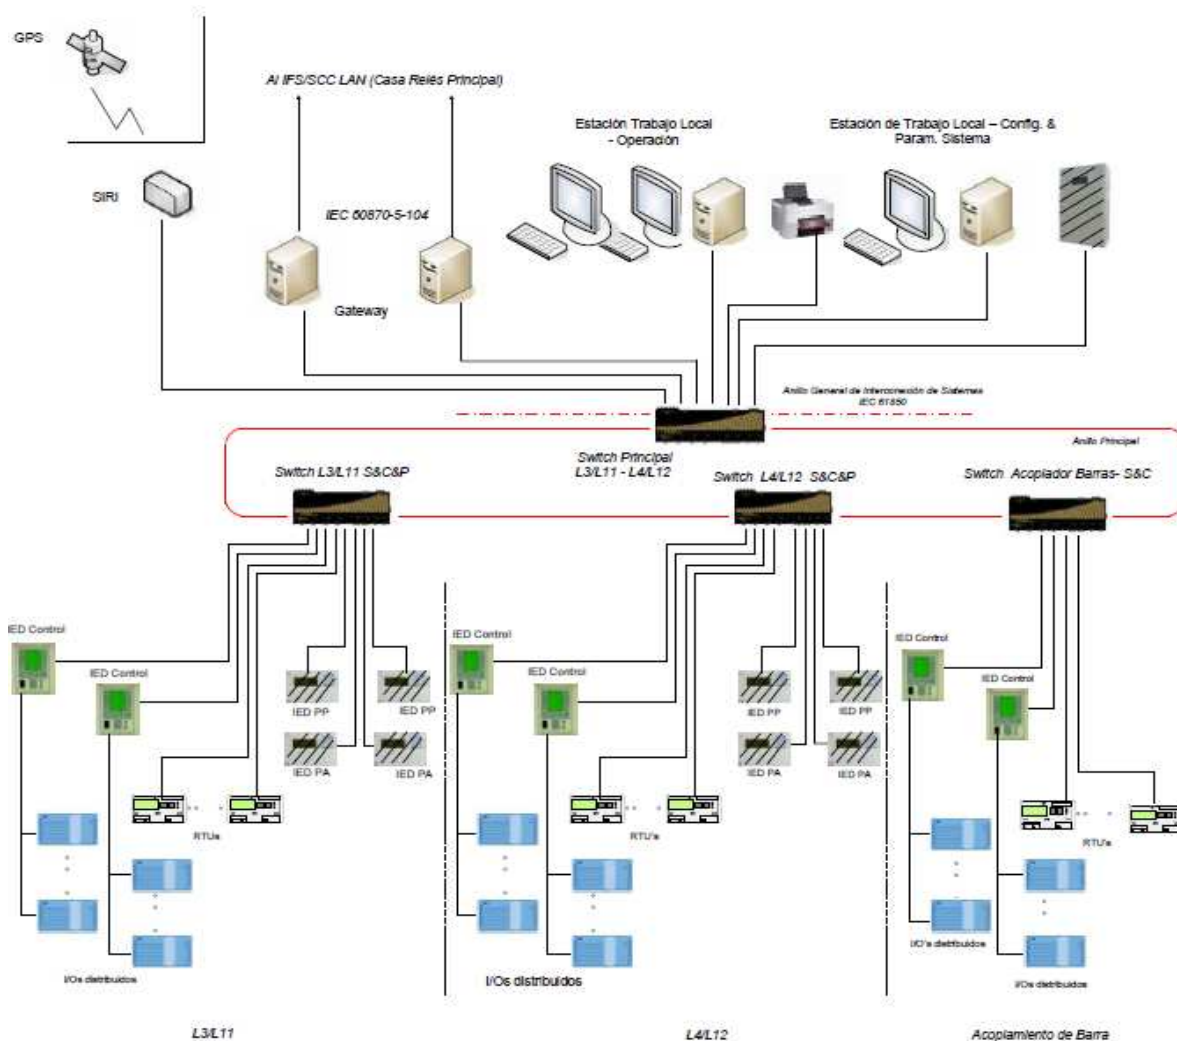 GPS
Al IFS/SCC LAN (Casa Relés Principal)
Estación Trabajo Local
- Operación
Estación de Trabajo Local – Config. &
Param. Sistema
SIRI
IEC 60870-5-104
Gateway
Anillo General de Interconexión de Sistemas
IEC 61850
Anillo Principal
Switch Principal
L3/L11 - L4/L12
Switch L3/L11 S&C&P
Switch L4/L12 S&C&P
Switch Acoplador Barras- S&C
IED Control
IED Control
IED PP
IED PP
IED PA
IED PA
RTUs
I/Os distribuidos
L3/L11
IED Control
IED Control
IED PP
IED PP
IED PA
IED PA
RTU's
I/Os distribuidos
L4/L12
IED Control
IED Control
RTU's
I/O's distribuidos
I/Os distribuidos
Acoplamiento de Barra